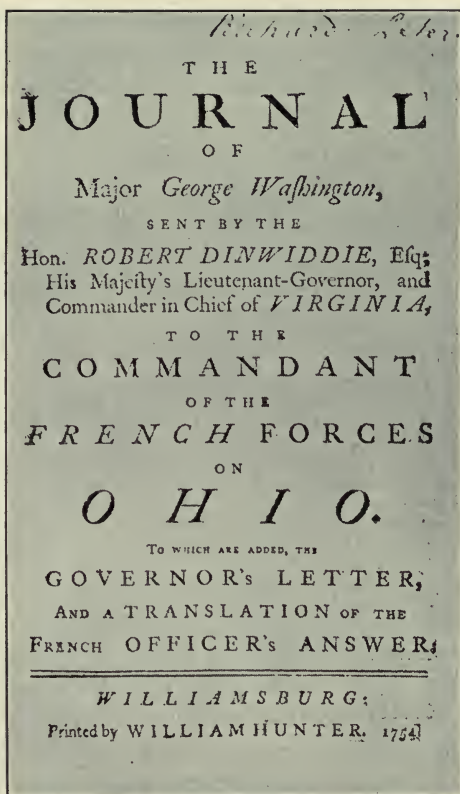 Richard
THE
JOURNAL
OF
Major George Waſhington,
SENT BY THE
Hon. ROBERT DINWIDDIE, Eſq;
His Majeſty's Lieutenant-Governor, and
Commander in Chief of VIRGINIA,
TO THE
COMMANDANT
OF THE
FRENCH FORCES
ON
OHIO.
TO WHICH ARE ADDED, THE
GOVERNOR's LETTER,
AND A TRANSLATION OF THE
FRENCH OFFICER's ANSWER.
WILLIAMSBURG:
Printed by WILLIAM HUNTER. 1754.